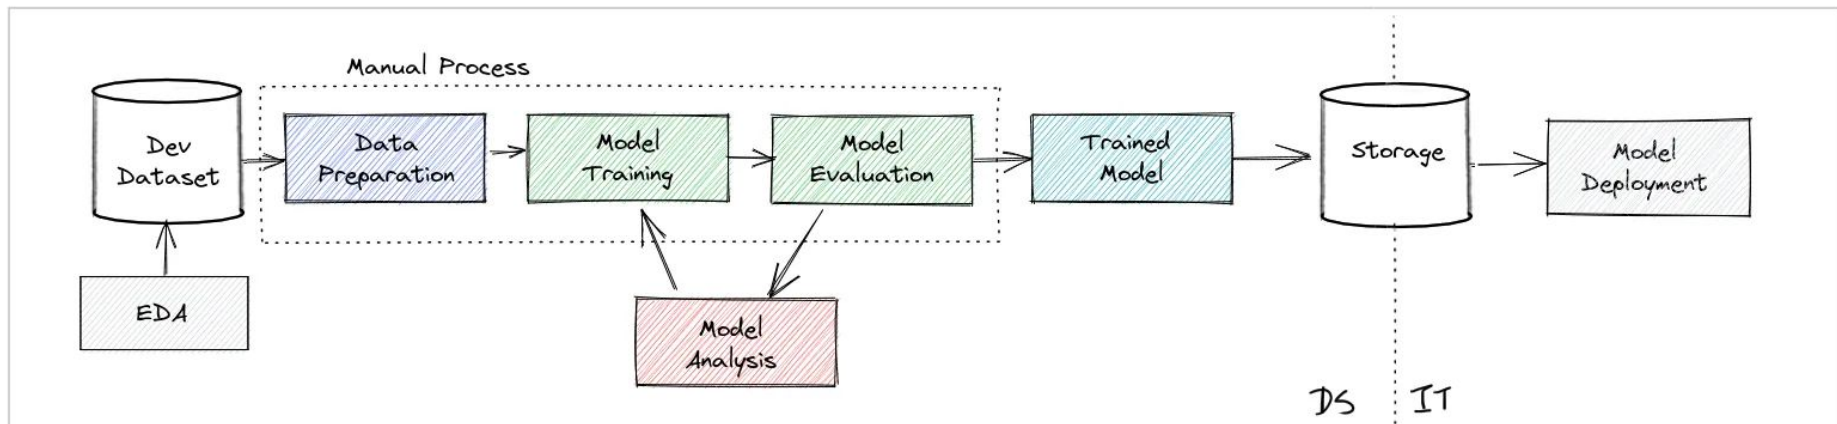 Manual Process
Dev
Dataset
Data
Preparation
Model
Training
Model
Evaluation
Trained
Model
Storage
Model
Deployment
EDA
Model
Analysis
DS
IT